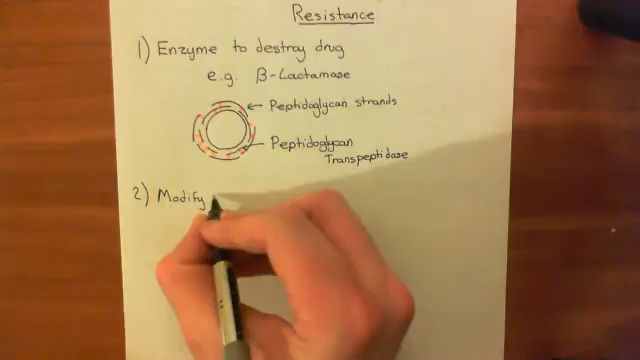 Resistance
1) Enzyme to destroy drug
e.g. β-Lactamase
Peptidoglycan strands
Peptidoglycan
Transpeptidase
2) Modify